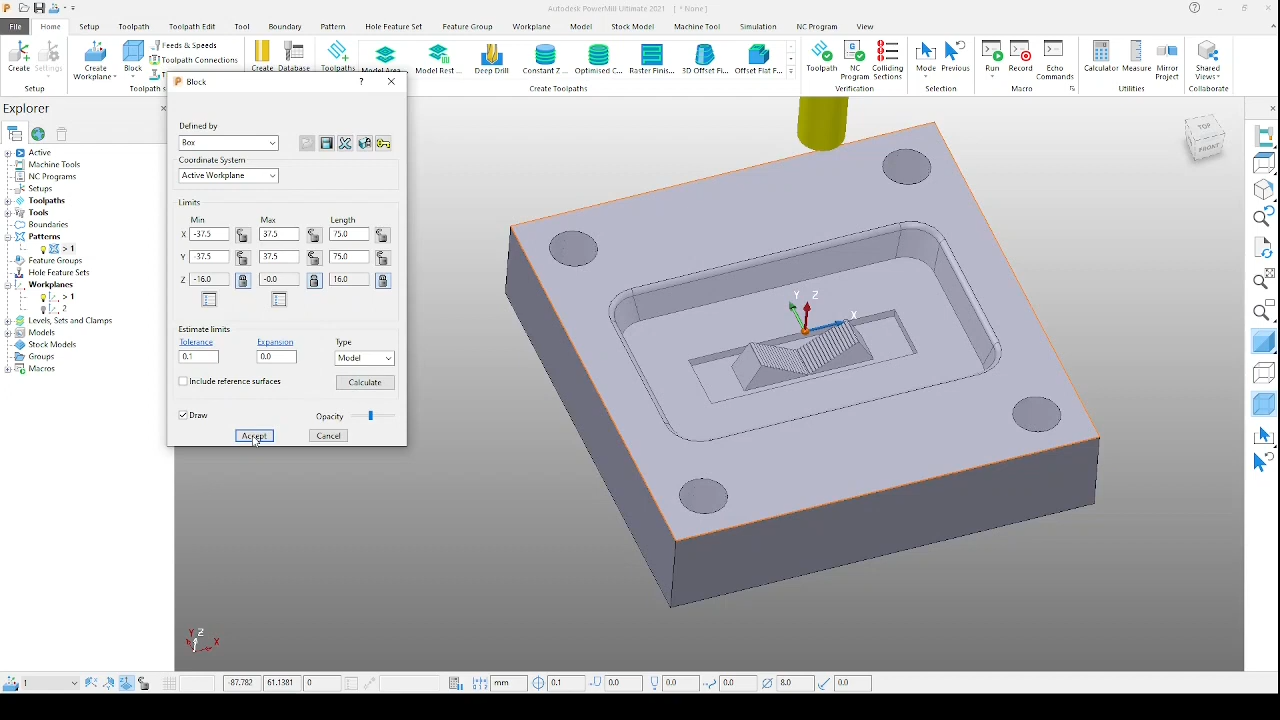 Autodesk PowerMill Ultimate 2021 [ * None ]
File Home Setup Toolpath Toolpath Edit Tool Boundary Pattern Hole Feature Set Workplane Model Stock Model Machine Tool Simulation NC Program View
Feeds & Speeds
Toolpath Connections
Create Settings Create Workplane Block Create Database Toolpaths Model Rest ... Deep Drill Constant Z ... Optimised C... Raster Finis... 3D Offset Fi... Offset Flat F... Toolpath NC Program Colliding Sections Mode Previous Run Record Echo Commands Calculator Measure Mirror Project Shared Views
Setup Create Toolpaths Verification Selection Macro Utilities Collaborate
Block ? ×
Explorer
Active
Machine Tools
NC Programs
Setups
Toolpaths
Tools
Boundaries
Patterns
> 1
Feature Groups
Hole Feature Sets
Workplanes
> 1
2
Levels, Sets and Clamps
Models
Stock Models
Groups
Macros
Defined by
Box
Coordinate System
Active Workplane
Limits
Min Max Length
X -37.5 37.5 75.0
Y -37.5 37.5 75.0
Z -16.0 -0.0 16.0
Estimate limits
Tolerance Expansion Type
0.1 0.0 Model
Include reference surfaces Calculate
Draw Opacity
Accept Cancel
TOP
FRONT
Y Z
X
Y Z
X
1 -87.782 61.1381 0 mm 0.1 0.0 0.0 0.0 8.0 0.0